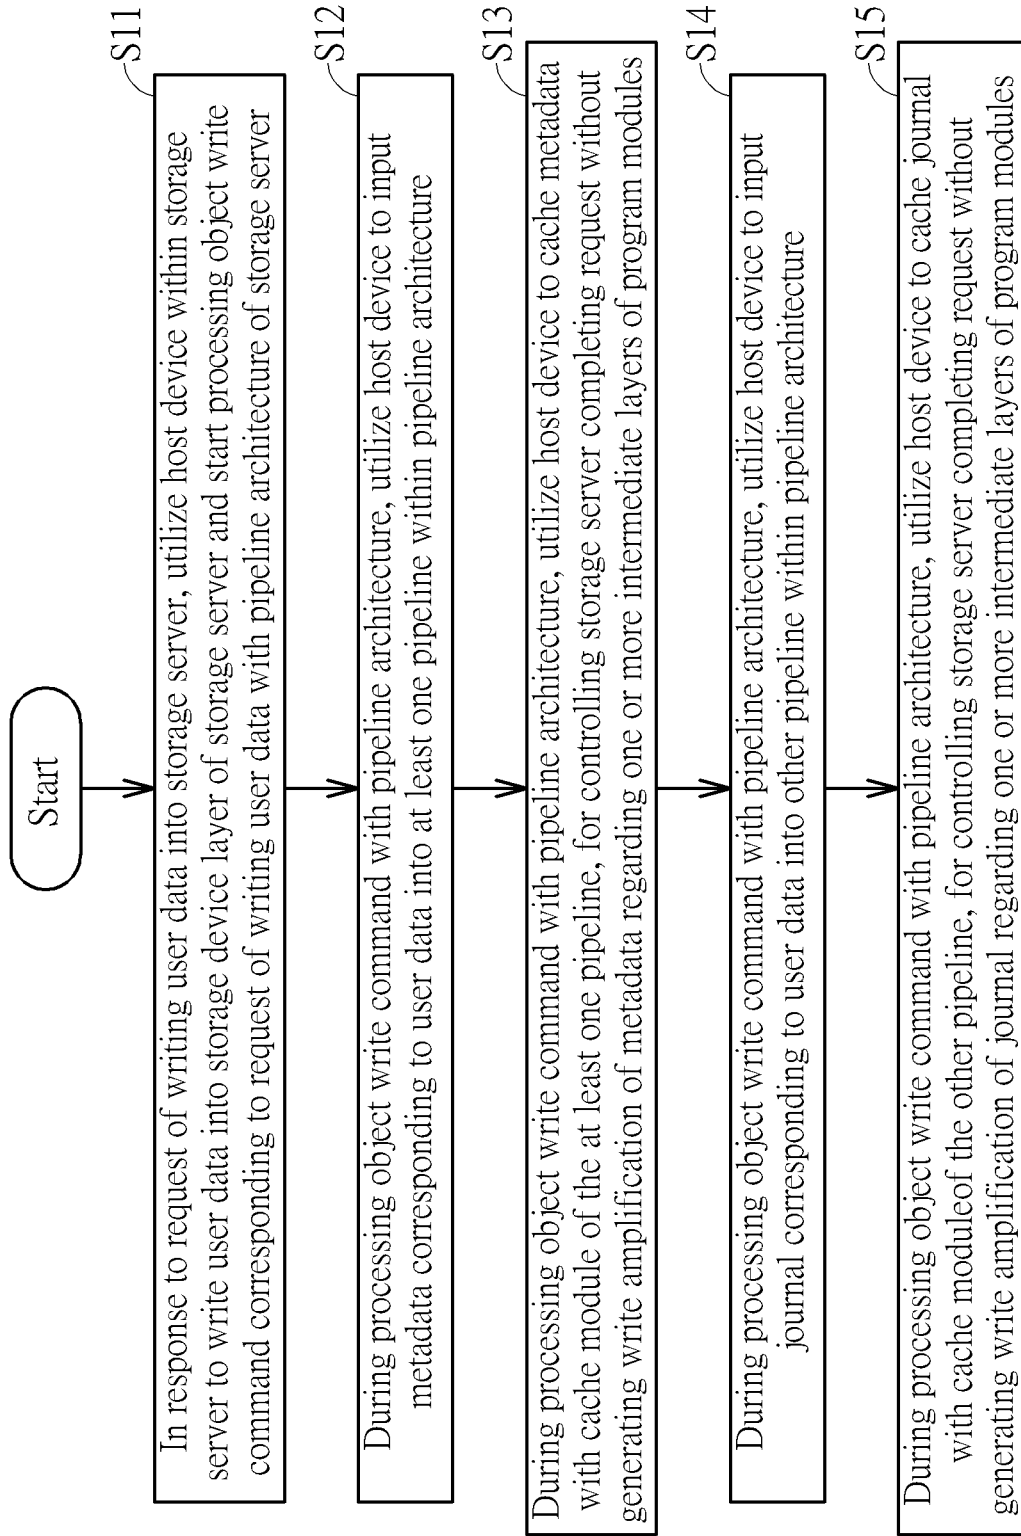 Start
S11
In response to request of writing user data into storage server, utilize host device within storage
server to write user data into storage device layer of storage server and start processing object write
command corresponding to request of writing user data with pipeline architecture of storage server
S12
During processing object write command with pipeline architecture, utilize host device to input
metadata corresponding to user data into at least one pipeline within pipeline architecture
S13
During processing object write command with pipeline architecture, utilize host device to cache metadata
with cache module of the at least one pipeline, for controlling storage server completing request without
generating write amplification of metadata regarding one or more intermediate layers of program modules
S14
During processing object write command with pipeline architecture, utilize host device to input
journal corresponding to user data into other pipeline within pipeline architecture
S15
During processing object write command with pipeline architecture, utilize host device to cache journal
with cache moduleof the other pipeline, for controlling storage server completing request without
generating write amplification of journal regarding one or more intermediate layers of program modules